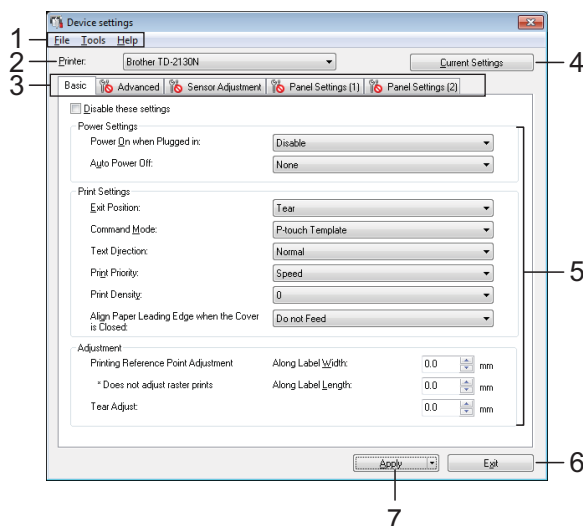 Device settings
1 File Tools Help
2 Printer: Brother TD-2130N Current Settings 4
3 Basic Advanced Sensor Adjustment Panel Settings (1) Panel Settings (2)
Disable these settings
Power Settings
Power On when Plugged in: Disable
Auto Power Off: None
Print Settings
Exit Position: Tear
Command Mode: P-touch Template
Text Direction: Normal
5
Print Priority: Speed
Print Density: 0
Align Paper Leading Edge when the Cover
is Closed: Do not Feed
Adjustment
Printing Reference Point Adjustment Along Label Width: 0.0 mm
* Does not adjust raster prints Along Label Length: 0.0 mm
Tear Adjust: 0.0 mm
Apply Exit 6
7